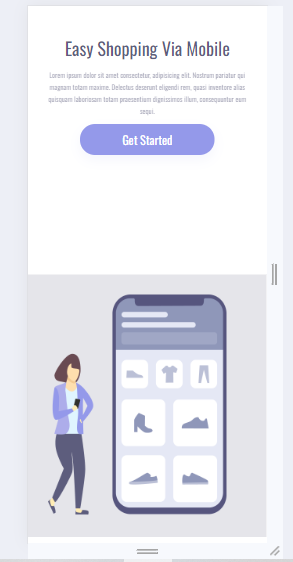 Easy Shopping Via Mobile
Lorem ipsum dolor sit amet consectetur, adipisicing elit. Nostrum pariatur qui
magnam totam maxime. Delectus deserunt eligendi rem, quasi inventore alias
quisquam laboriosam totam praesentium dignissimos illum, consequuntur eum
sequi.
Get Started